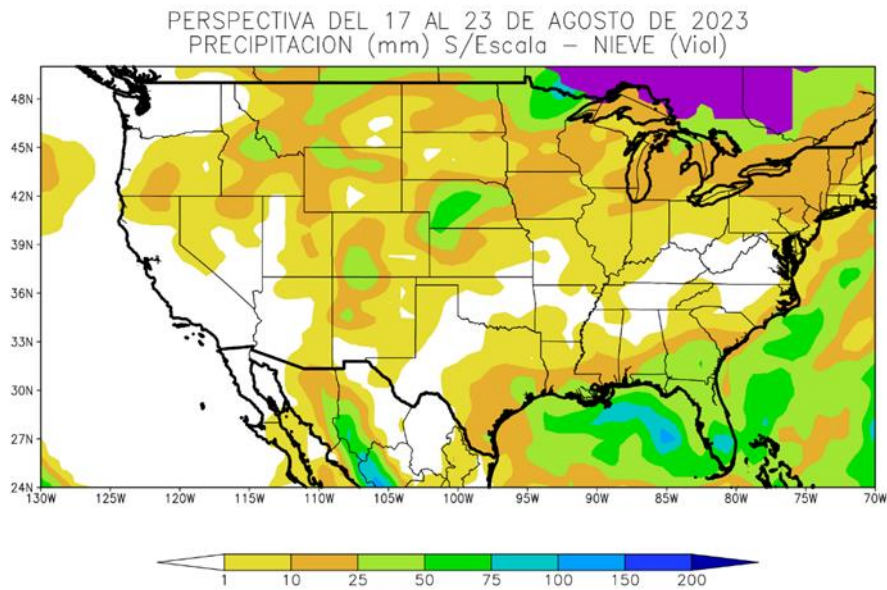 PERSPECTIVA DEL 17 AL 23 DE AGOSTO DE 2023
PRECIPITACION (mm) S/Escala – NIEVE (Viol)
48N
45N
42N
39N
36N
33N
30N
27N
24N
130W 125W 120W 115W 110W 105W 100W 95W 90W 85W 80W 75W 70W
1 10 25 50 75 100 150 200